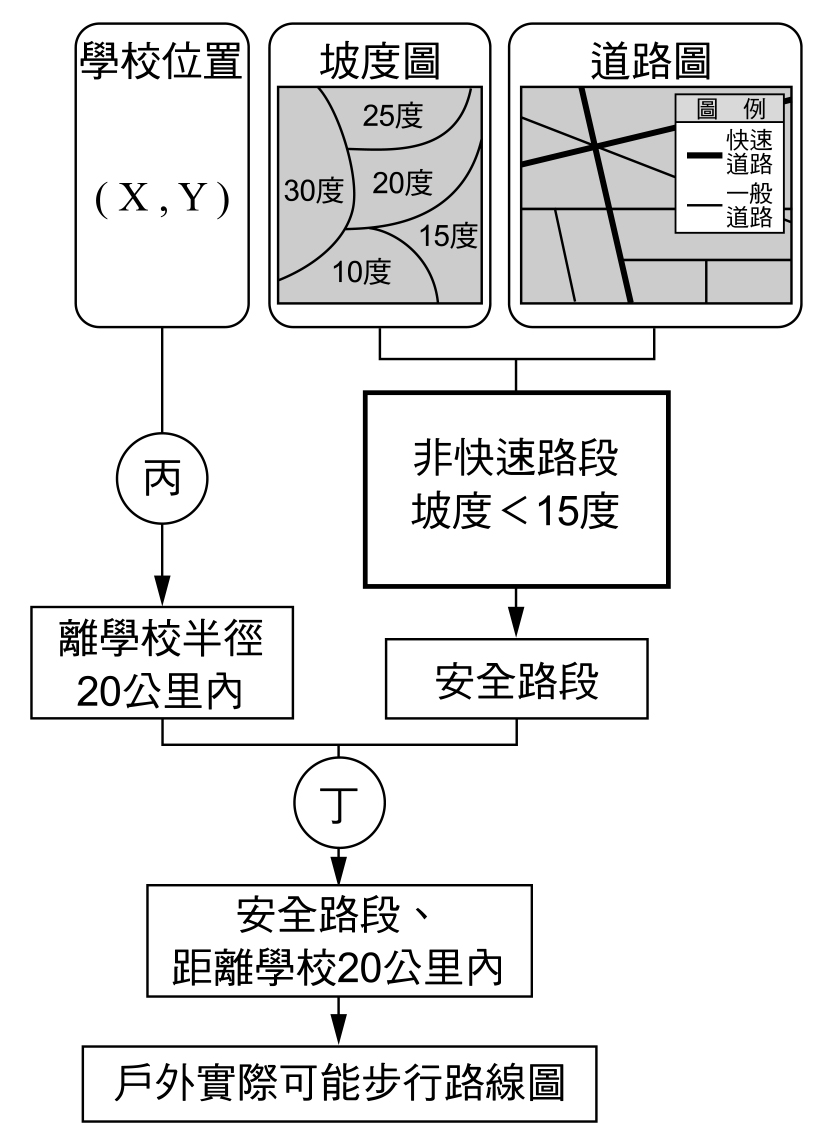 學校位置
( X , Y )
坡度圖
25度
30度
20度
15度
10度
道路圖
圖 例
快速
道路
一般
道路
丙
非快速路段
坡度＜15度
離學校半徑
20公里內
安全路段
丁
安全路段、
距離學校20公里內
戶外實際可能步行路線圖